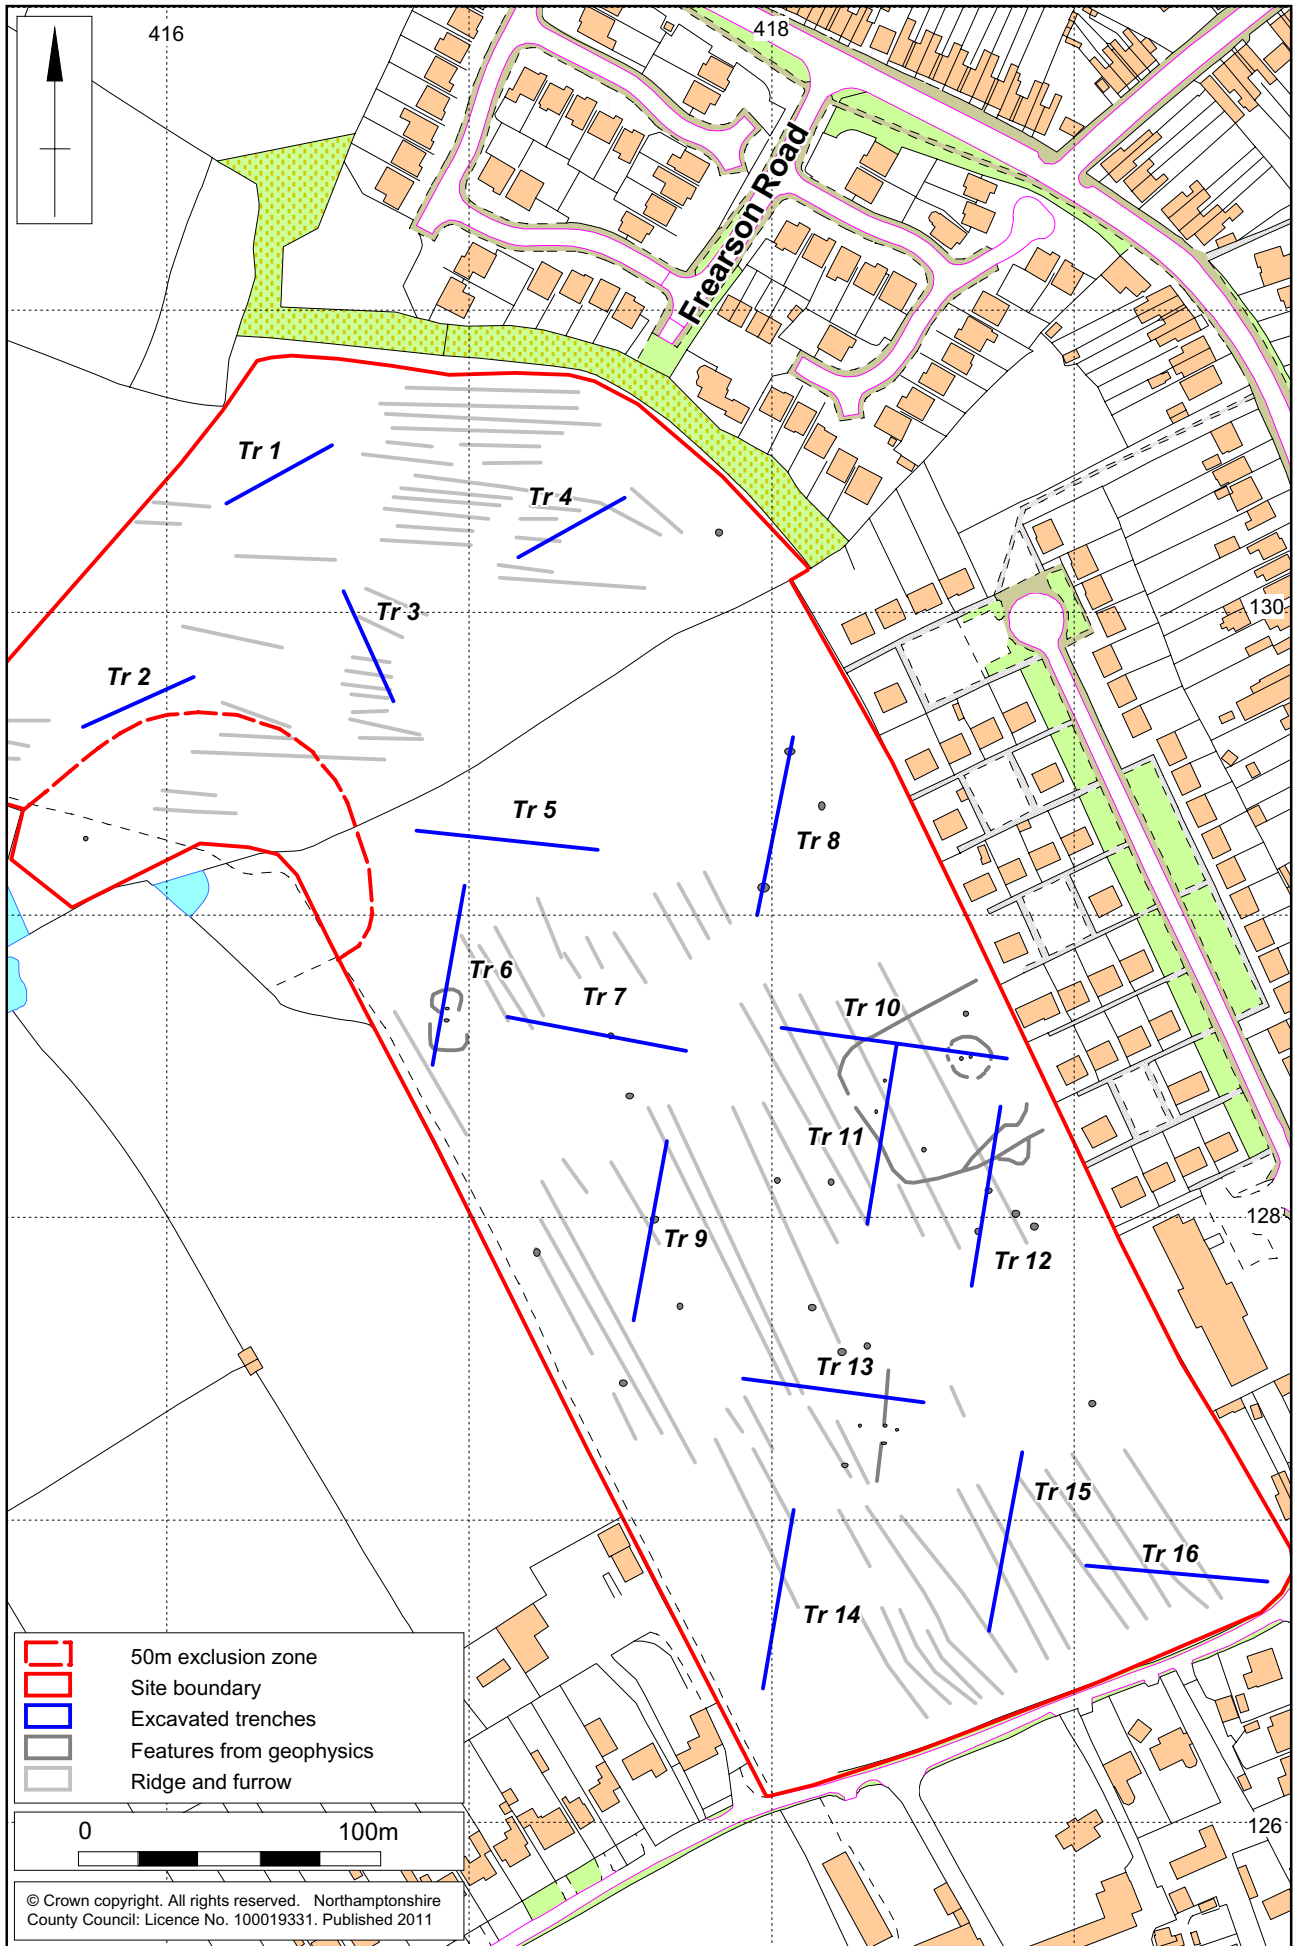 416
418
Frearson Road
Tr 1
Tr 4
Tr 3
130
Tr 2
Tr 5
Tr 8
Tr 6
Tr 7
Tr 10
Tr 11
128
Tr 9
Tr 12
Tr 13
Tr 15
Tr 16
Tr 14
50m exclusion zone
Site boundary
Excavated trenches
Features from geophysics
Ridge and furrow
126
0 100m
© Crown copyright. All rights reserved. Northamptonshire
County Council: Licence No. 100019331. Published 2011